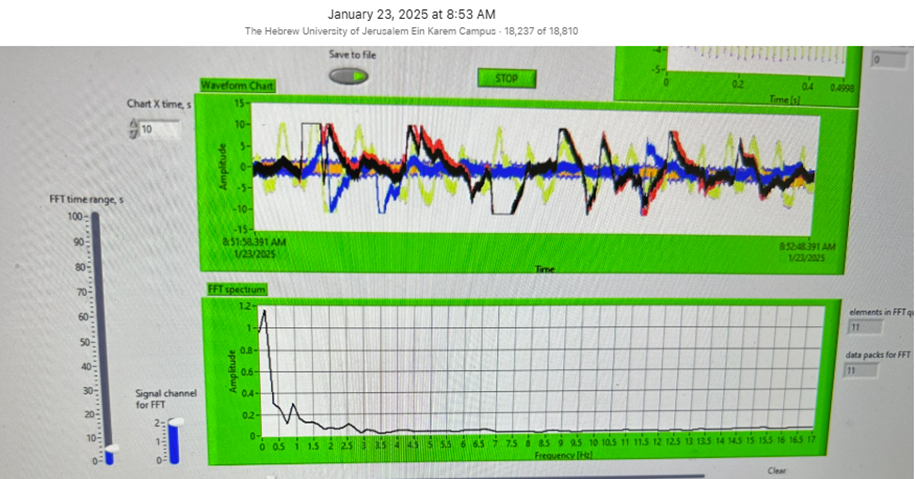 January 23, 2025 at 8:53 AM
The Hebrew University of Jerusalem Ein Karem Campus · 18,237 of 18,810
Save to file
STOP
-4
-5
0 0.2 0.4 0.4998
Time [s]
0
Waveform Chart
Chart X time, s
10
15
10
5
0
-5
-10
-15
Amplitude
8:51:58.391 AM
1/23/2025
8:52:48.391 AM
1/23/2025
Time
FFT time range, s
100
90
80
70
60
50
40
30
20
10
0
Signal channel
for FFT
2
1
0
FFT spectrum
1.2
1
0.8
0.6
0.4
0.2
0
Amplitude
0 0.5 1 1.5 2 2.5 3 3.5 4 4.5 5 5.5 6 6.5 7 7.5 8 8.5 9 9.5 10 10.5 11 11.5 12 12.5 13 13.5 14 14.5 15 15.5 16 16.5 17
Frequency [Hz]
elements in FFT qu
11
data packs for FFT
11
Clear